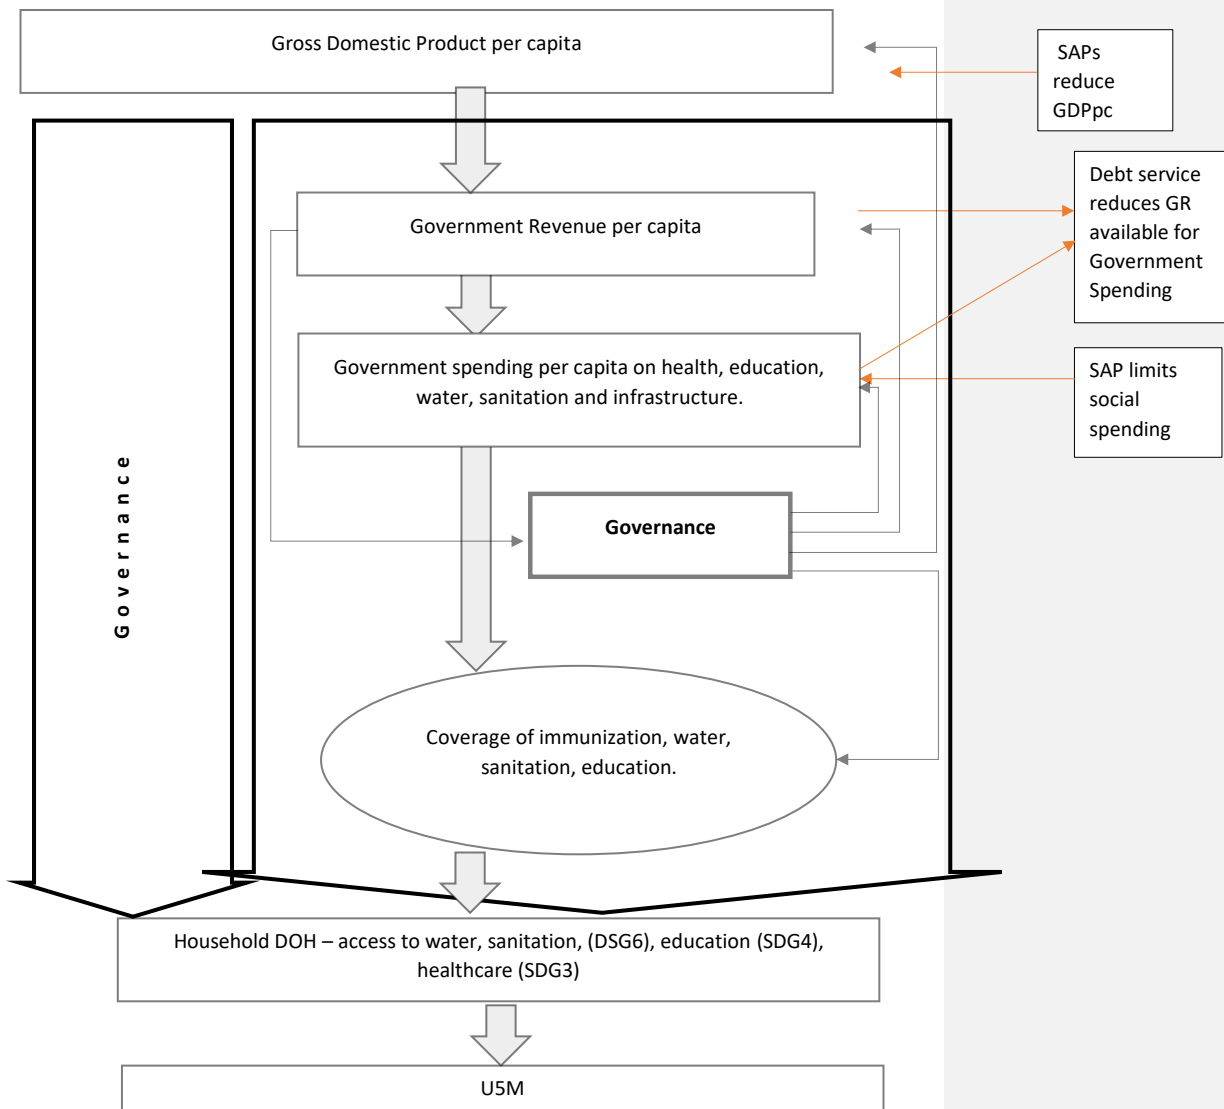 Gross Domestic Product per capita
SAPs
reduce
GDPpc
Government Revenue per capita
Debt service
reduces GR
available for
Government
Spending
Government spending per capita on health, education,
water, sanitation and infrastructure.
SAP limits
social
spending
Governance
Governance
Coverage of immunization, water,
sanitation, education.
Household DOH – access to water, sanitation, (DSG6), education (SDG4),
healthcare (SDG3)
U5M